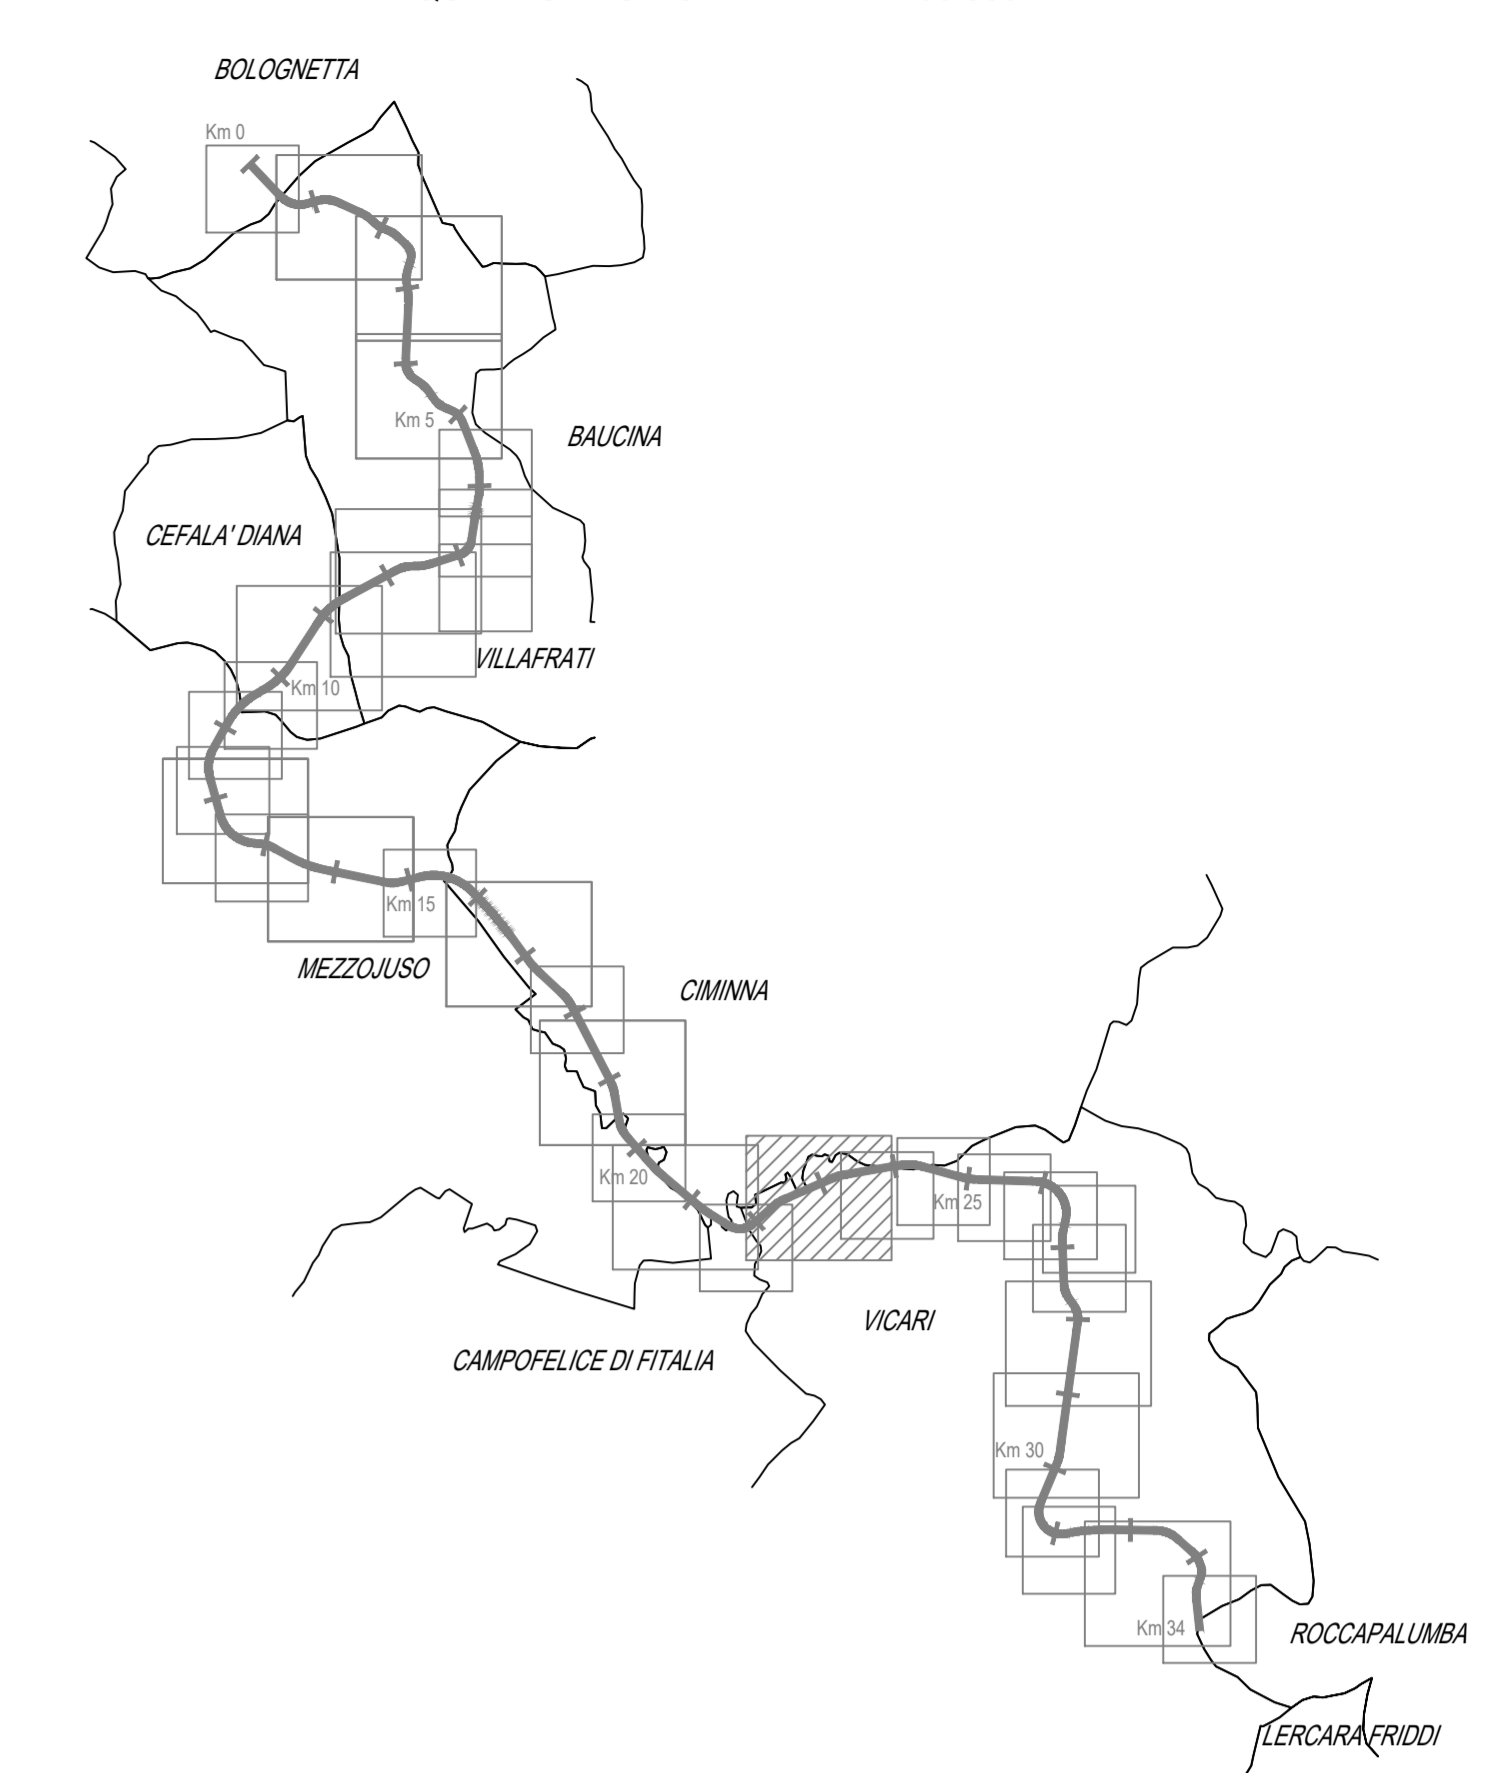 BOLOGNETTA
Km 0
Km 5
BAUCINA
CEFALA' DIANA
VILLAFRATI
Km 10
Km 15
MEZZOJUSO
CIMINNA
Km 20
Km 25
VICARI
CAMPOFELICE DI FITALIA
Km 30
Km 34
ROCCAPALUMBA
LERCARA FRIDDI